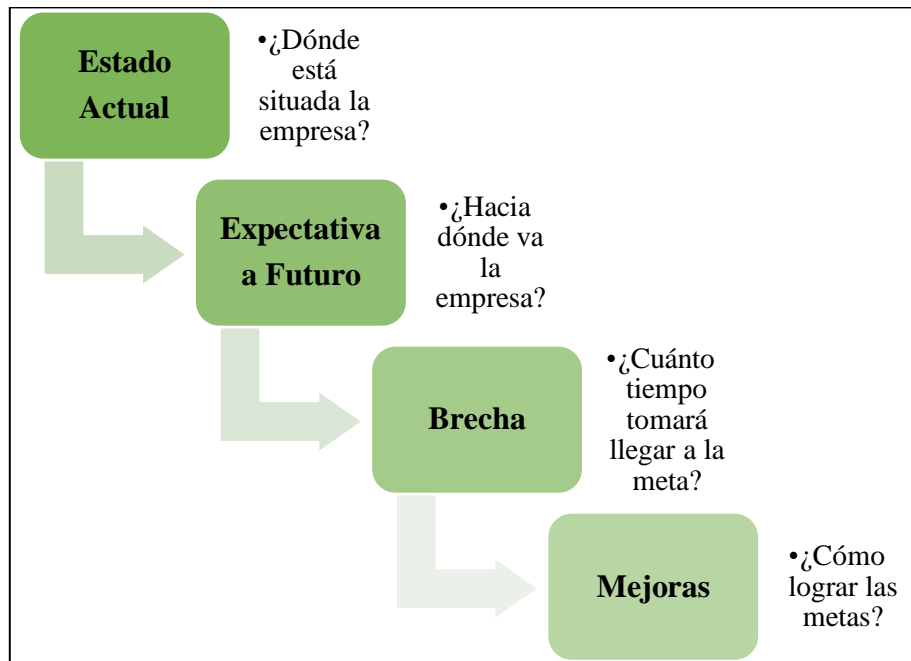 Estado
Actual
•¿Dónde
está
situada la
empresa?
Expectativa
a Futuro
•¿Hacia
dónde va
la
empresa?
Brecha
•¿Cuánto
tiempo
tomará
llegar a la
meta?
Mejoras
•¿Cómo
lograr las
metas?